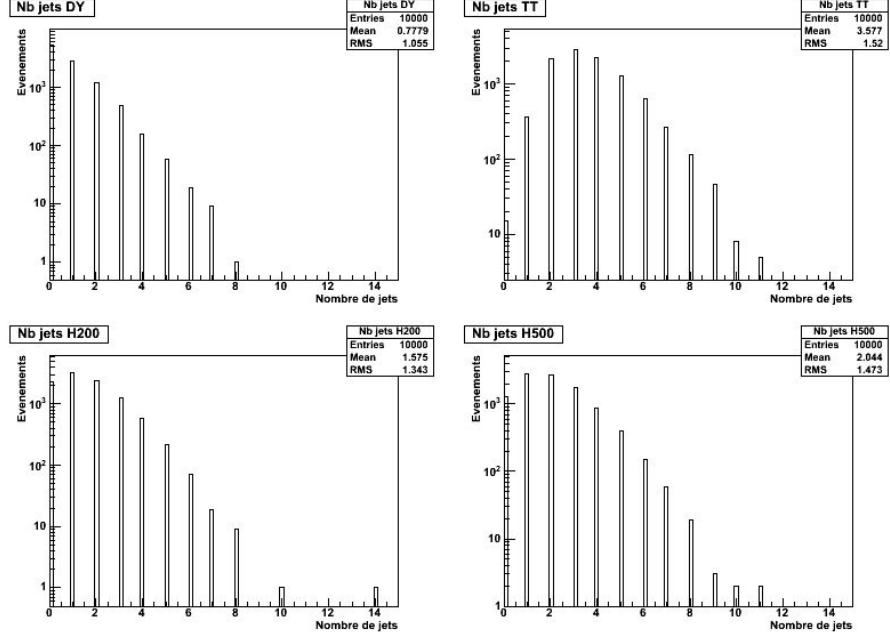 Nb jets DY
Nb jets DY
Entries 10000
Mean 0.7779
RMS 1.055
Evenements
10³
10²
10
1
0 2 4 6 8 10 12 14
Nombre de jets
Nb jets TT
Nb jets TT
Entries 10000
Mean 3.577
RMS 1.52
Evenements
10³
10²
10
0 2 4 6 8 10 12 14
Nombre de jets
Nb jets H200
Nb jets H200
Entries 10000
Mean 1.575
RMS 1.343
Evenements
10³
10²
10
1
0 2 4 6 8 10 12 14
Nombre de jets
Nb jets H500
Nb jets H500
Entries 10000
Mean 2.044
RMS 1.473
Evenements
10³
10²
10
1
0 2 4 6 8 10 12 14
Nombre de jets